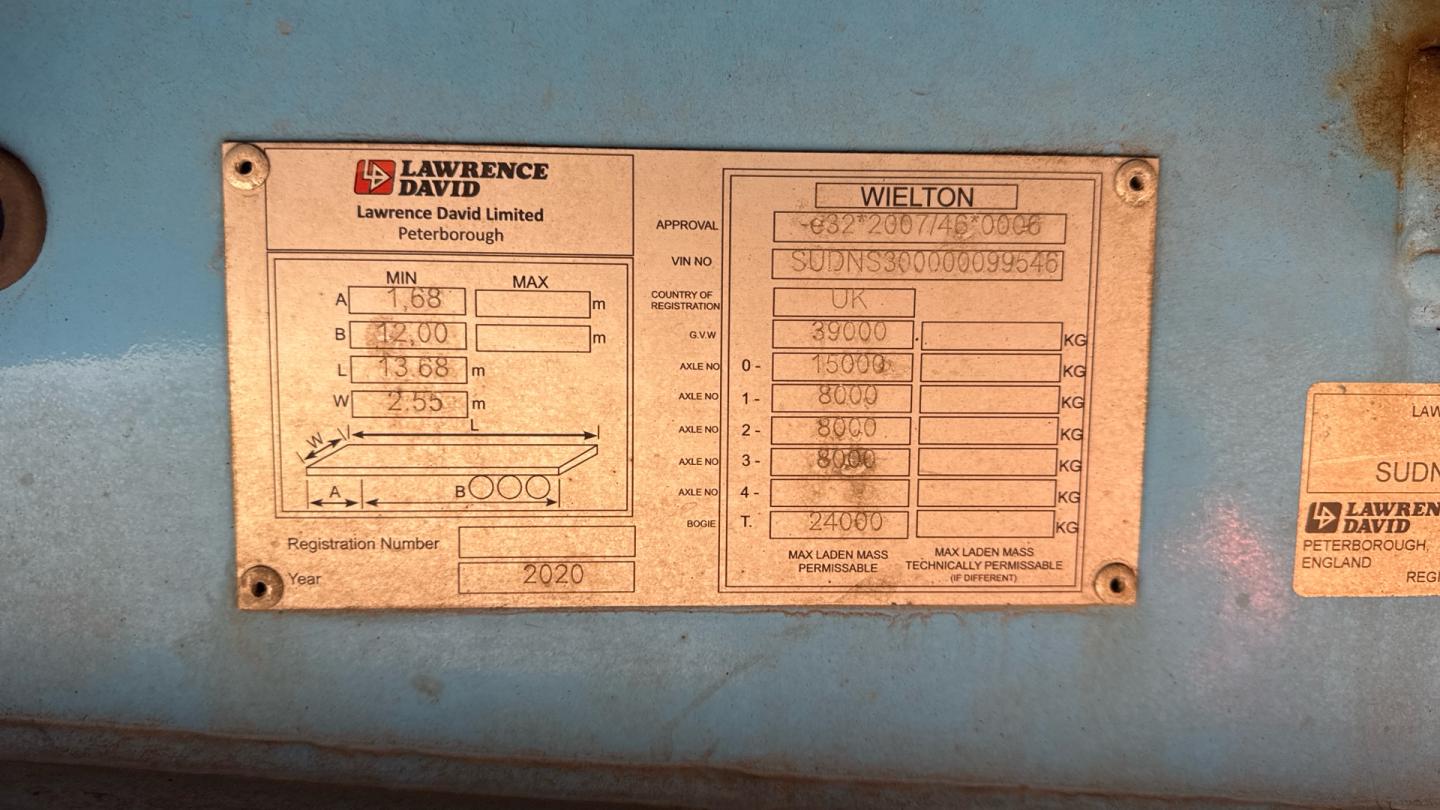 LAWRENCE
DAVID
Lawrence David Limited
Peterborough
MIN MAX
A 1,68 m
B 12,00 m
L 13.68 m
W 2.55 m
L
W
A B
Registration Number
Year 2020
WIELTON
APPROVAL e32*2007/46*0006
VIN NO SUDNS300000099546
COUNTRY OF
REGISTRATION UK
G.V.W 39000 KG
AXLE NO 0 - 15000 KG
AXLE NO 1 - 8000 KG
AXLE NO 2 - 8000 KG
AXLE NO 3 - 8000 KG
AXLE NO 4 - KG
BOGIE T. 24000 KG
MAX LADEN MASS
PERMISSABLE
MAX LADEN MASS
TECHNICALLY PERMISSABLE
(IF DIFFERENT)
LAW
SUDN
LAWREN
DAVID
PETERBOROUGH,
ENGLAND
REGI